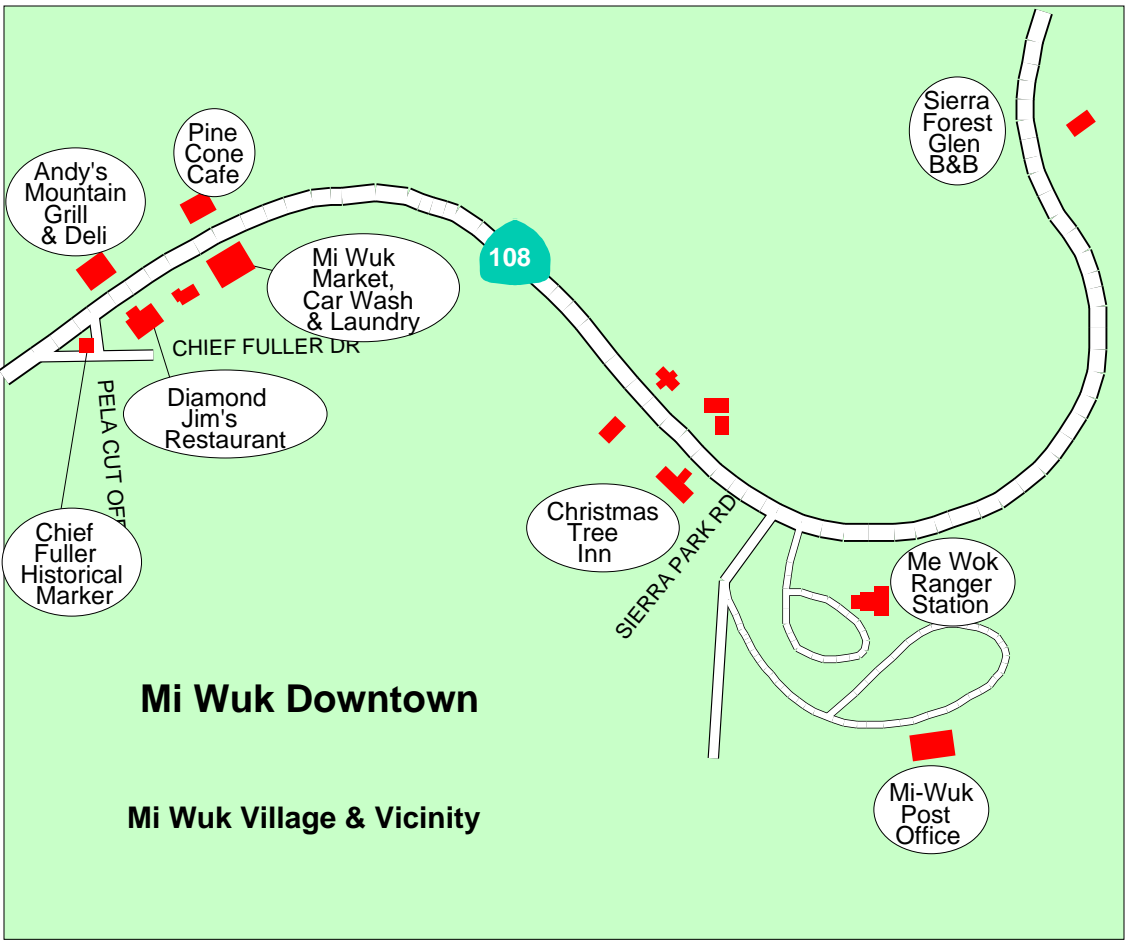 Sierra
Forest
Glen
B&B
Pine
Cone
Cafe
Andy's
Mountain
Grill
& Deli
108
Mi Wuk
Market,
Car Wash
& Laundry
CHIEF FULLER DR
Diamond
Jim's
Restaurant
PELA CUT OFF
Christmas
Tree
Inn
SIERRA PARK RD
Chief
Fuller
Historical
Marker
Me Wok
Ranger
Station
Mi Wuk Downtown
Mi-Wuk
Post
Office
Mi Wuk Village & Vicinity